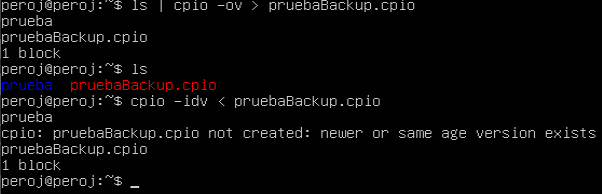 peroj@peroj:~$ ls | cpio -ov > pruebaBackup.cpio
prueba
pruebaBackup.cpio
1 block
peroj@peroj:~$ ls
prueba  pruebaBackup.cpio
peroj@peroj:~$ cpio -idv < pruebaBackup.cpio
prueba
cpio: pruebaBackup.cpio not created: newer or same age version exists
pruebaBackup.cpio
1 block
peroj@peroj:~$ _